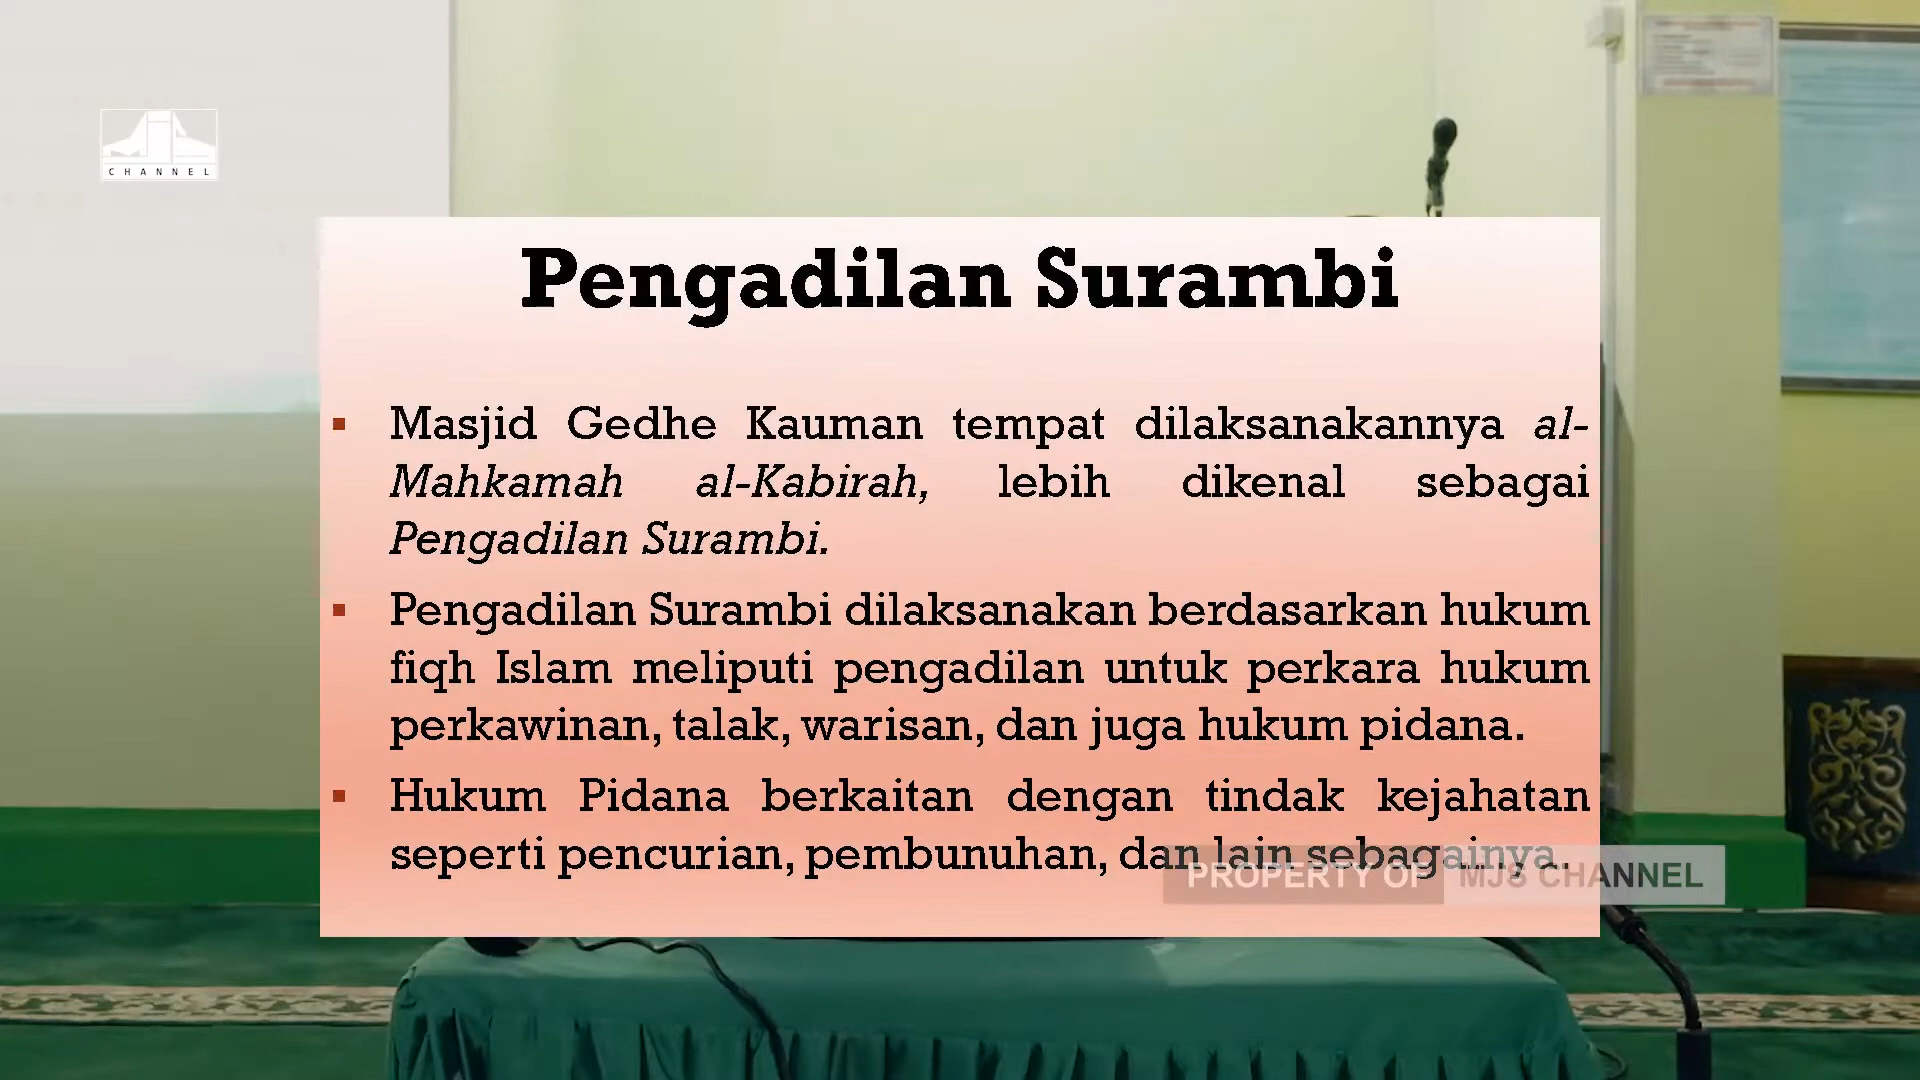 CHANNEL
Pengadilan Surambi
▪ Masjid Gedhe Kauman tempat dilaksanakannya al-
Mahkamah al-Kabirah, lebih dikenal sebagai
Pengadilan Surambi.
▪ Pengadilan Surambi dilaksanakan berdasarkan hukum
fiqh Islam meliputi pengadilan untuk perkara hukum
perkawinan, talak, warisan, dan juga hukum pidana.
▪ Hukum Pidana berkaitan dengan tindak kejahatan
seperti pencurian, pembunuhan, dan lain sebagainya.
PROPERTY OF MJS CHANNEL